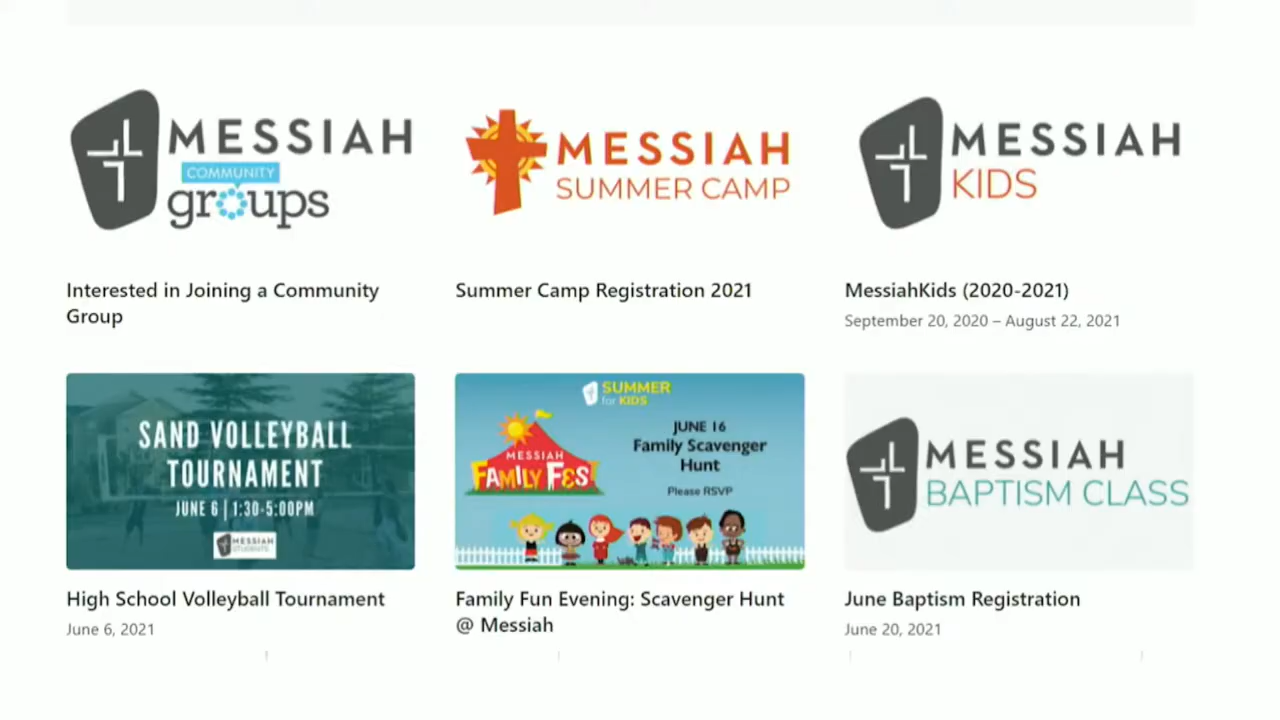 MESSIAH
COMMUNITY
groups
MESSIAH
SUMMER CAMP
MESSIAH
KIDS
Interested in Joining a Community
Group
Summer Camp Registration 2021
MessiahKids (2020-2021)
September 20, 2020 – August 22, 2021
SAND VOLLEYBALL
TOURNAMENT
JUNE 6 | 1:30-5:00PM
MESSIAH
STUDENTS
SUMMER
for KIDS
JUNE 16
Family Scavenger
Hunt
Please RSVP
MESSIAH
FAMILY FEST
MESSIAH
BAPTISM CLASS
High School Volleyball Tournament
June 6, 2021
Family Fun Evening: Scavenger Hunt
@ Messiah
June Baptism Registration
June 20, 2021